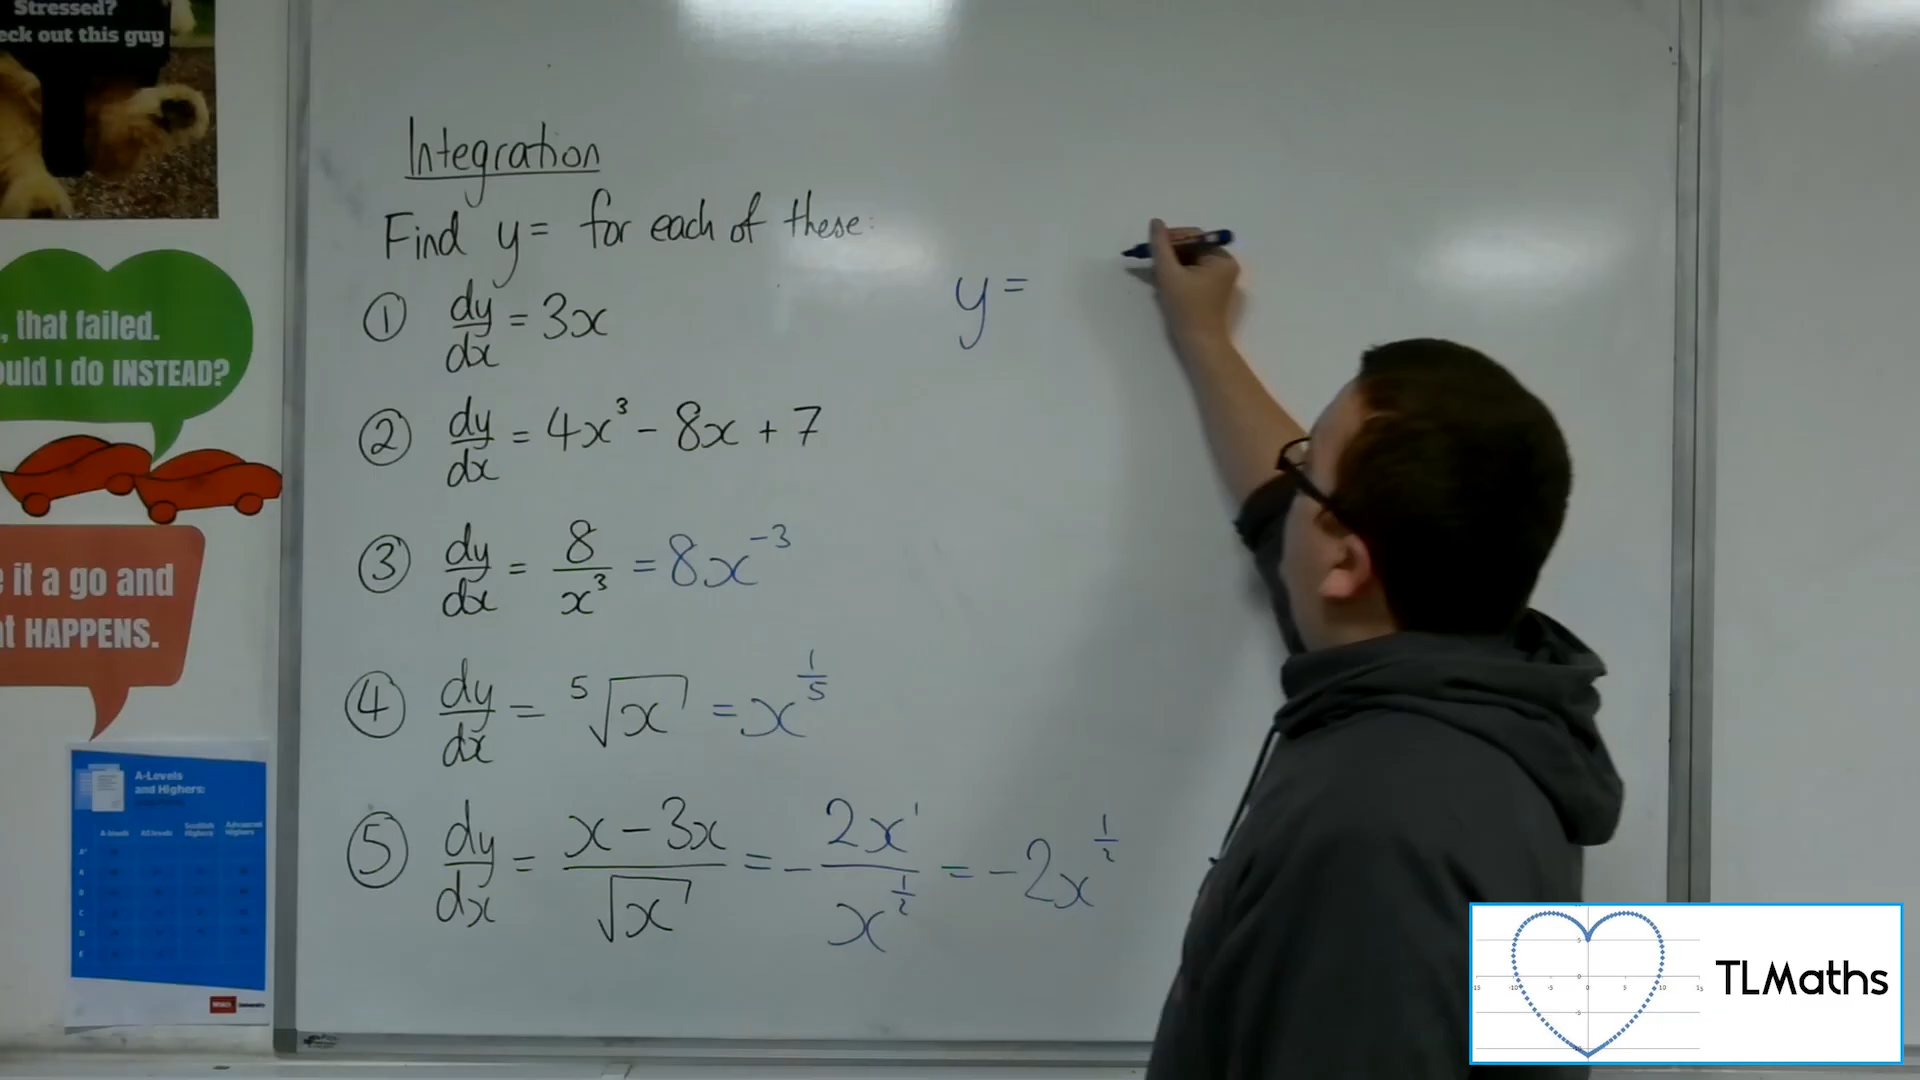 Stressed?
eck out this guy
, that failed.
ould I do INSTEAD?
e it a go and
at HAPPENS.
A-Levels
and Highers:
Integration
Find y = for each of these:
① dy/dx = 3x
② dy/dx = 4x³ - 8x + 7
③ dy/dx = 8/x³ = 8x⁻³
④ dy/dx = ⁵√x = x^(1/5)
⑤ dy/dx = (x - 3x)/√x = - 2x¹/x^(1/2) = -2x^(1/2)
y =
TLMaths